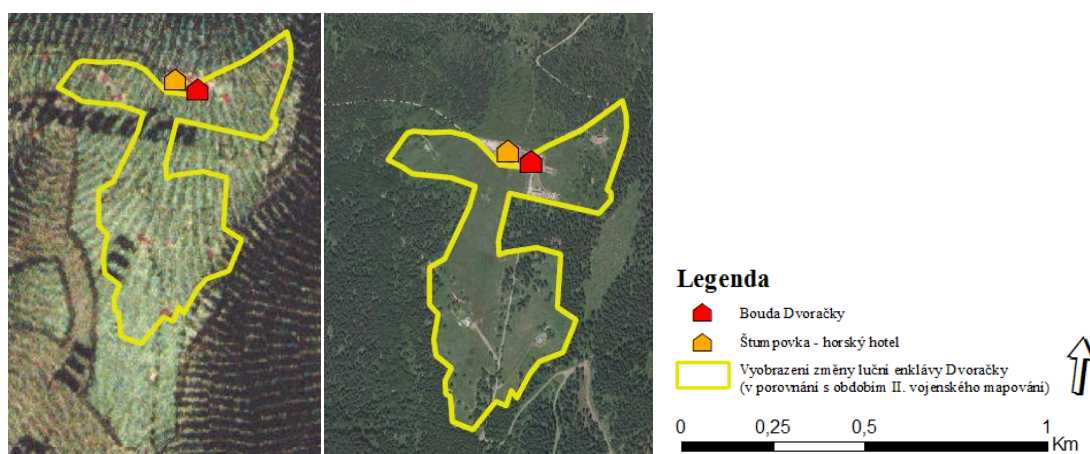 Legenda
Bouda Dvoračky
Štumpovka - horský hotel
Vyobrazení změny luční enklávy Dvoračky
(v porovnání s obdobím II. vojenského mapování)
0 0,25 0,5 1
Km